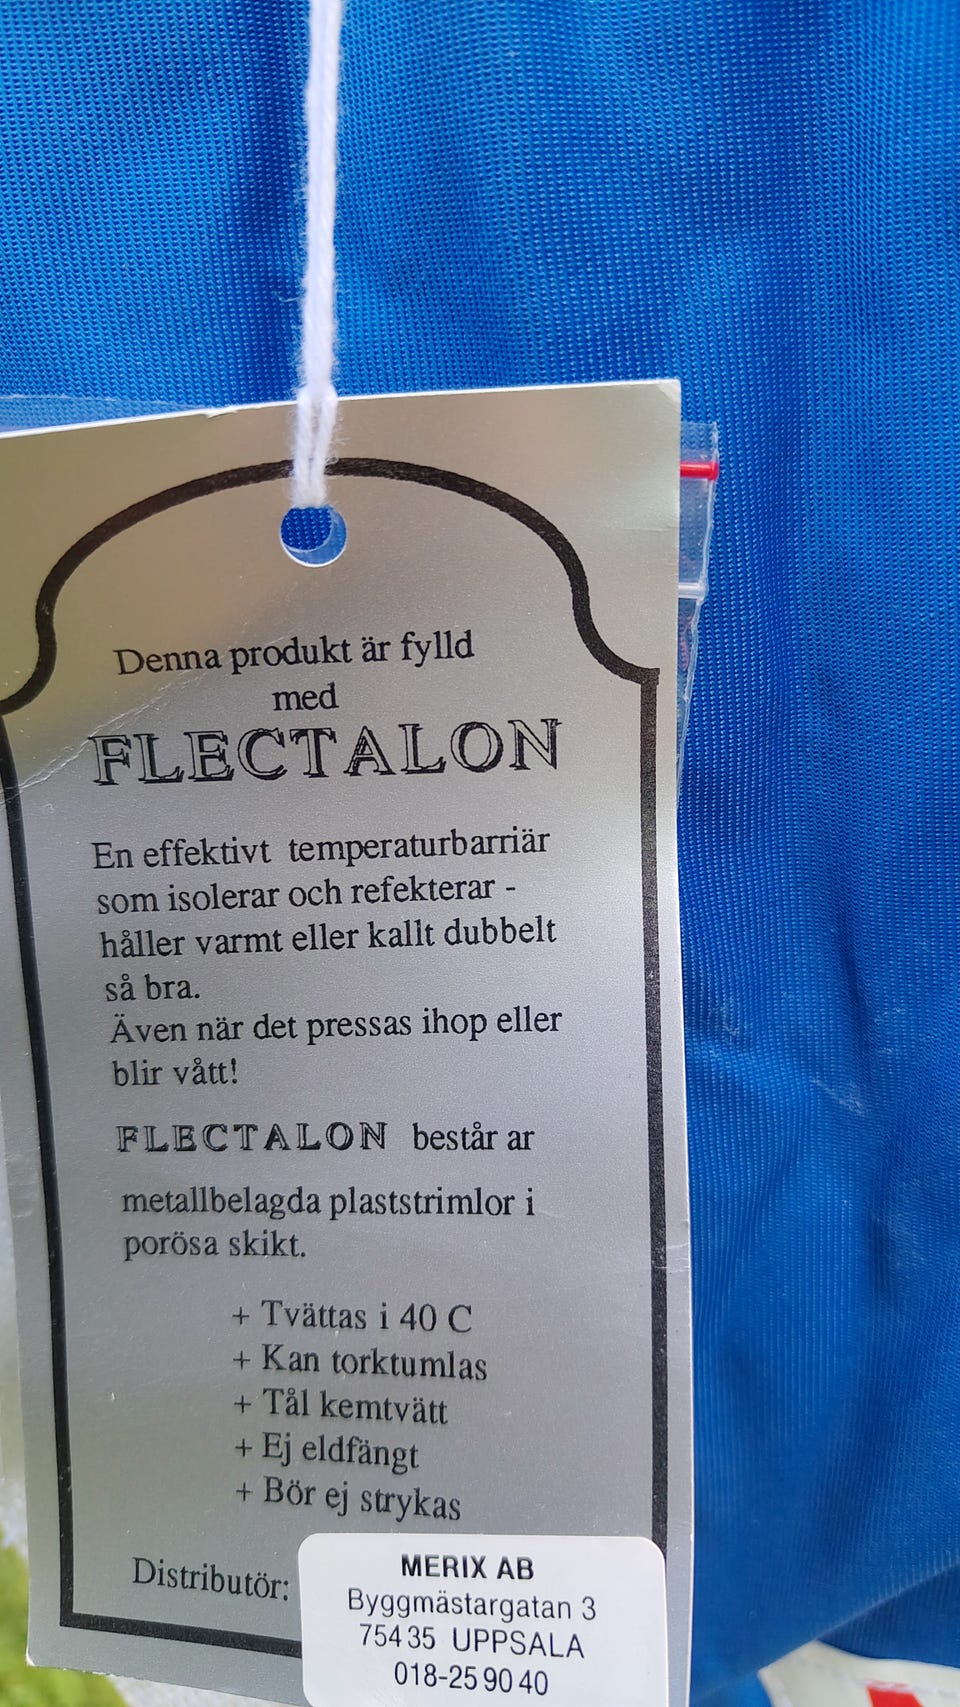 Denna produkt är fylld
med
FLECTALON
En effektivt temperaturbarriär
som isolerar och refekterar -
håller varmt eller kallt dubbelt
så bra.
Även när det pressas ihop eller
blir vått!
FLECTALON består ar
metallbelagda plaststrimlor i
porösa skikt.
+ Tvättas i 40 C
+ Kan torktumlas
+ Tål kemtvätt
+ Ej eldfängt
+ Bör ej strykas
Distributör:
MERIX AB
Byggmästargatan 3
754 35 UPPSALA
018-25 90 40